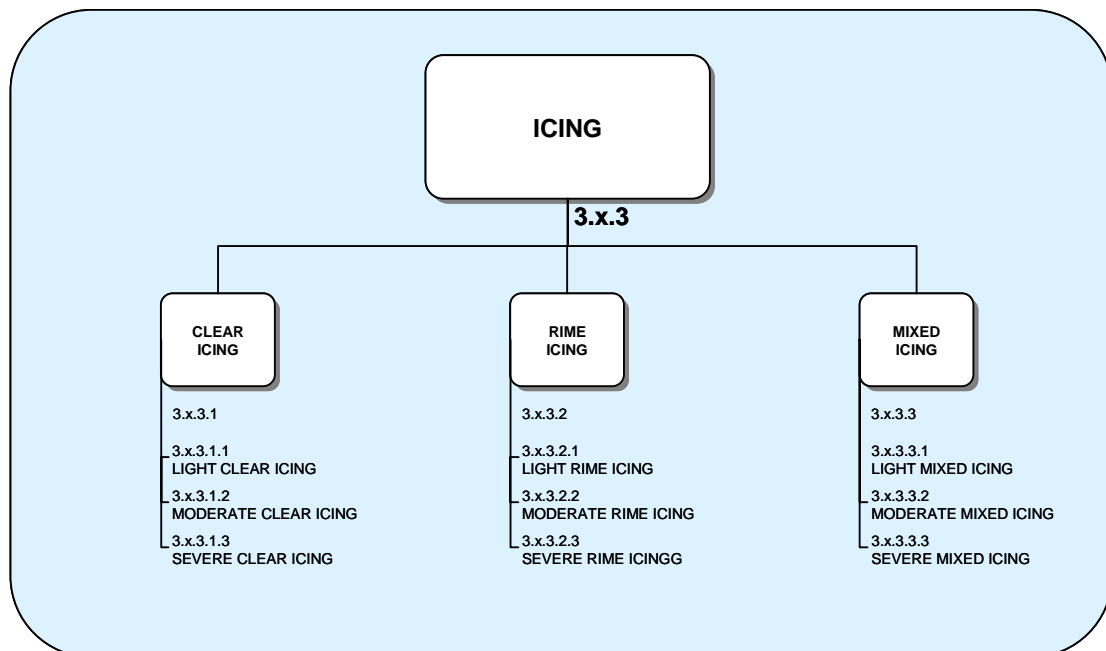 ICING
3.x.3
CLEAR
ICING
3.x.3.1
3.x.3.1.1
LIGHT CLEAR ICING
3.x.3.1.2
MODERATE CLEAR ICING
3.x.3.1.3
SEVERE CLEAR ICING
RIME
ICING
3.x.3.2
3.x.3.2.1
LIGHT RIME ICING
3.x.3.2.2
MODERATE RIME ICING
3.x.3.2.3
SEVERE RIME ICINGG
MIXED
ICING
3.x.3.3
3.x.3.3.1
LIGHT MIXED ICING
3.x.3.3.2
MODERATE MIXED ICING
3.x.3.3.3
SEVERE MIXED ICING